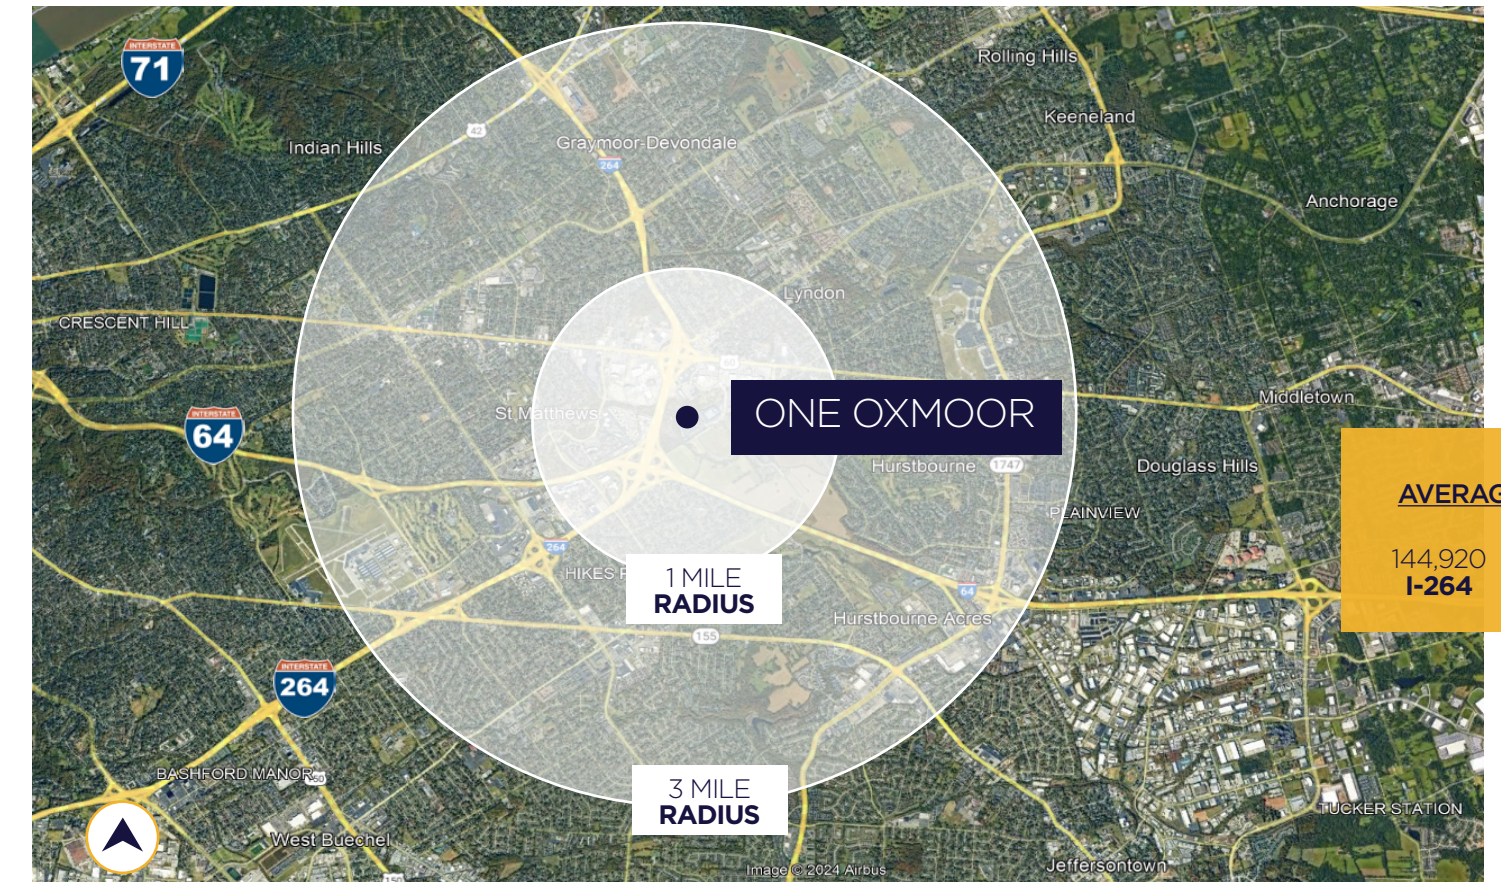 INTERSTATE
71
Rolling Hills
Keeneland
42
Graymoor-Devondale
Indian Hills
264
Anchorage
Lyndon
CRESCENT HILL
60
Middletown
INTERSTATE
64
St Matthews
ONE OXMOOR
Hurstbourne
1747
Douglass Hills
PLAINVIEW
AVERAG
144,920
I-264
264
HIKES P
1 MILE
RADIUS
64
Hurstbourne Acres
155
INTERSTATE
264
BASHFORD MANOR
150
3 MILE
RADIUS
TUCKER STATION
West Buechel
Jeffersontown
Image © 2024 Airbus
150